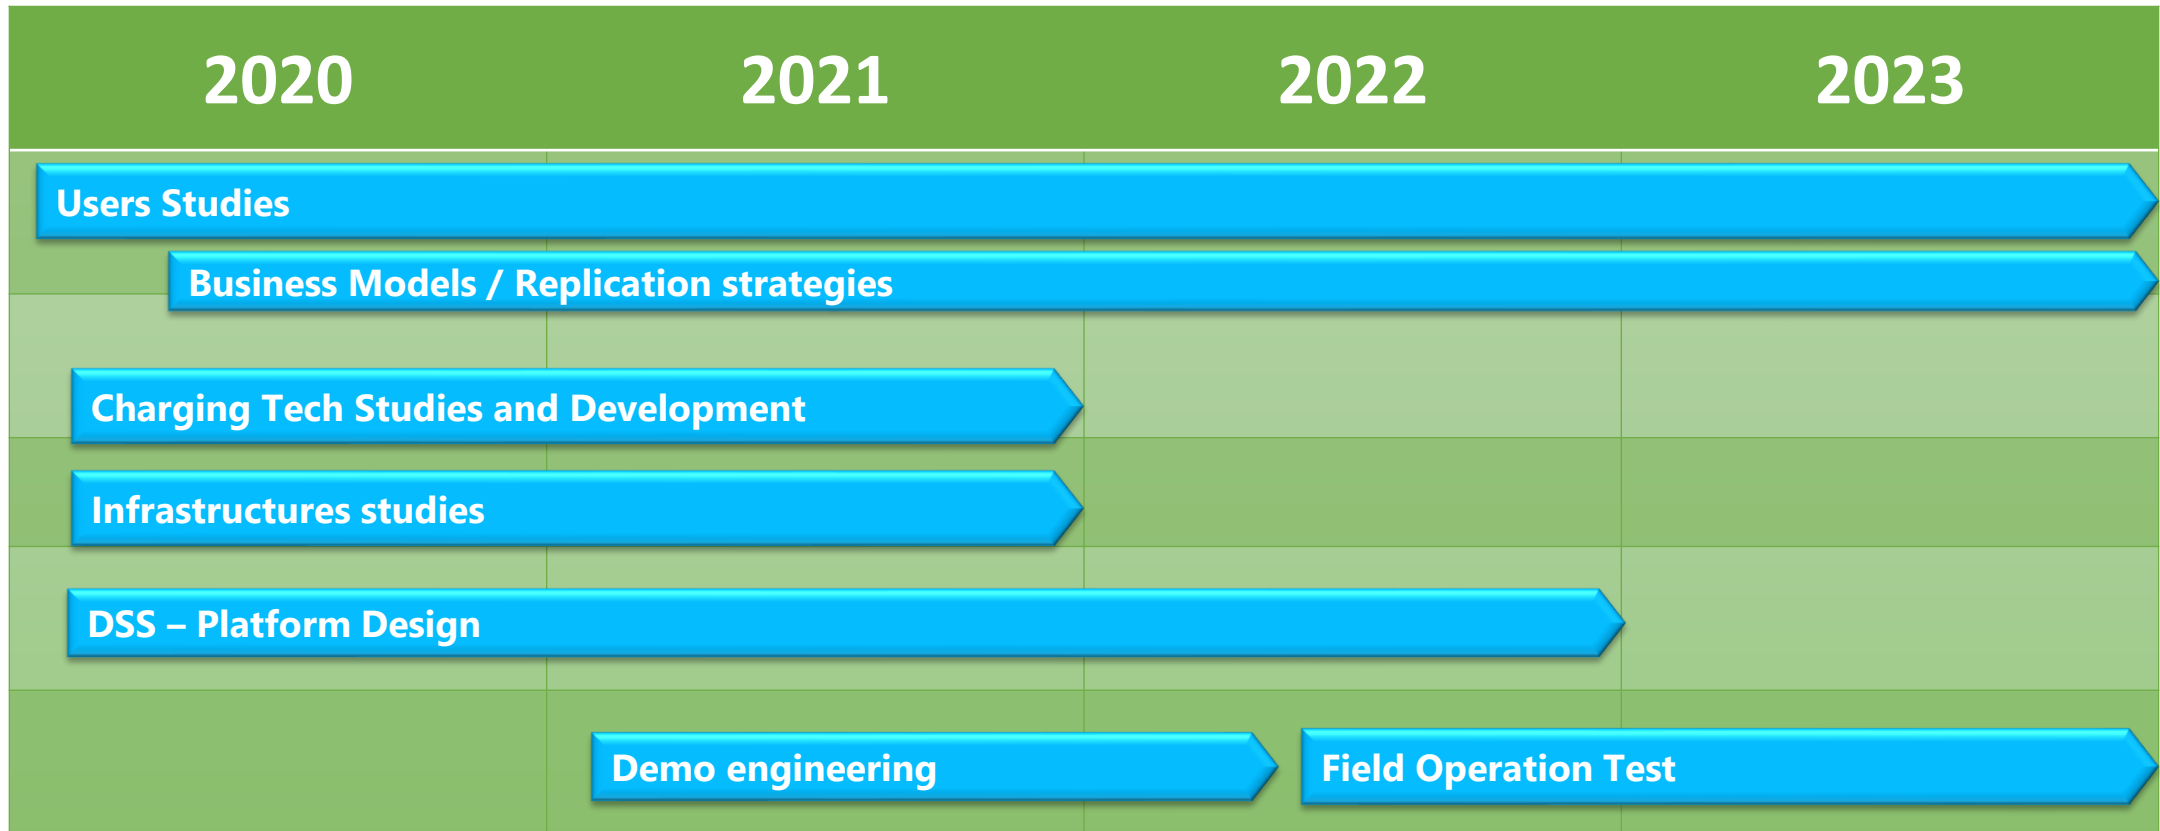 2020 2021 2022 2023
Users Studies
Business Models / Replication strategies
Charging Tech Studies and Development
Infrastructures studies
DSS – Platform Design
Demo engineering Field Operation Test